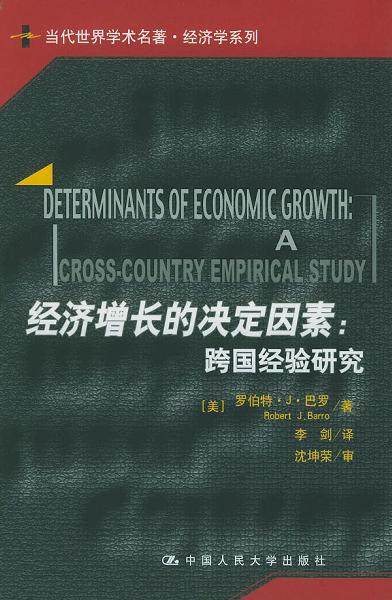 当代世界学术名著·经济学系列
DETERMINANTS OF ECONOMIC GROWTH:
A
CROSS-COUNTRY EMPIRICAL STUDY
经济增长的决定因素：
跨国经验研究
[美] 罗伯特·J·巴罗 著
Robert J.Barro
李 剑 译
沈坤荣 审
中国人民大学出版社